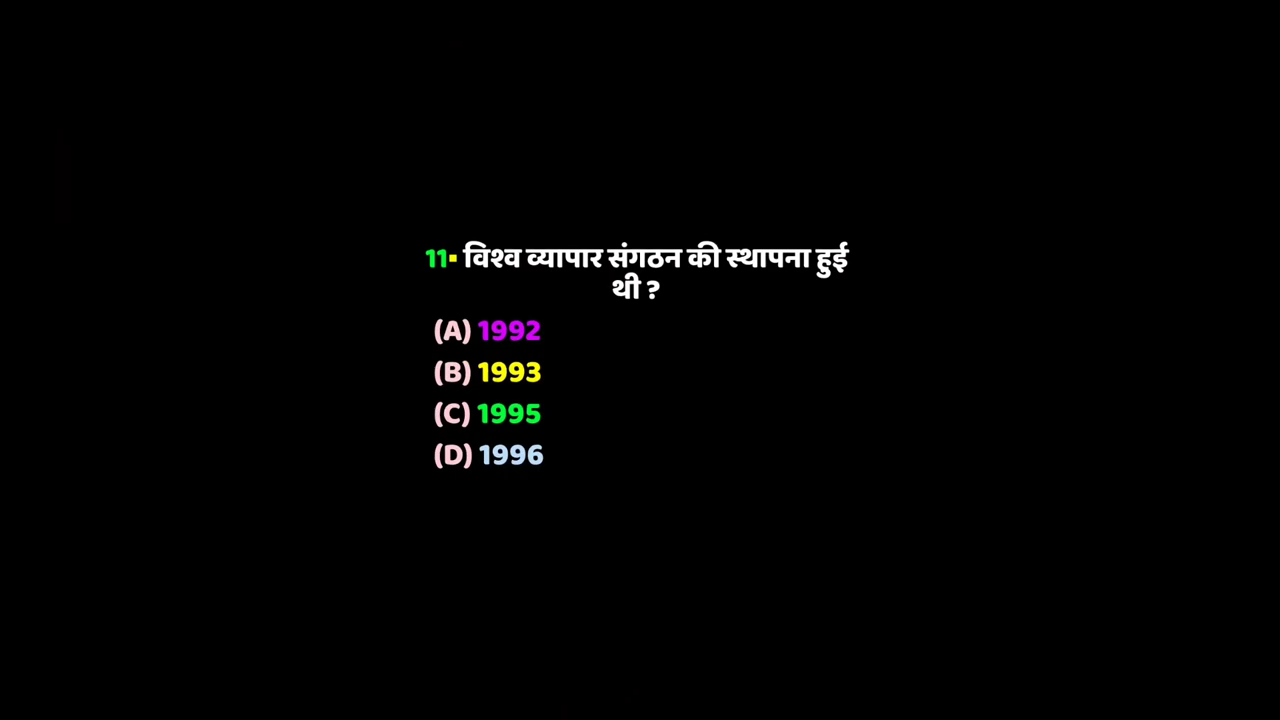 11▪ विश्व व्यापार संगठन की स्थापना हुई
थी ?
(A) 1992
(B) 1993
(C) 1995
(D) 1996